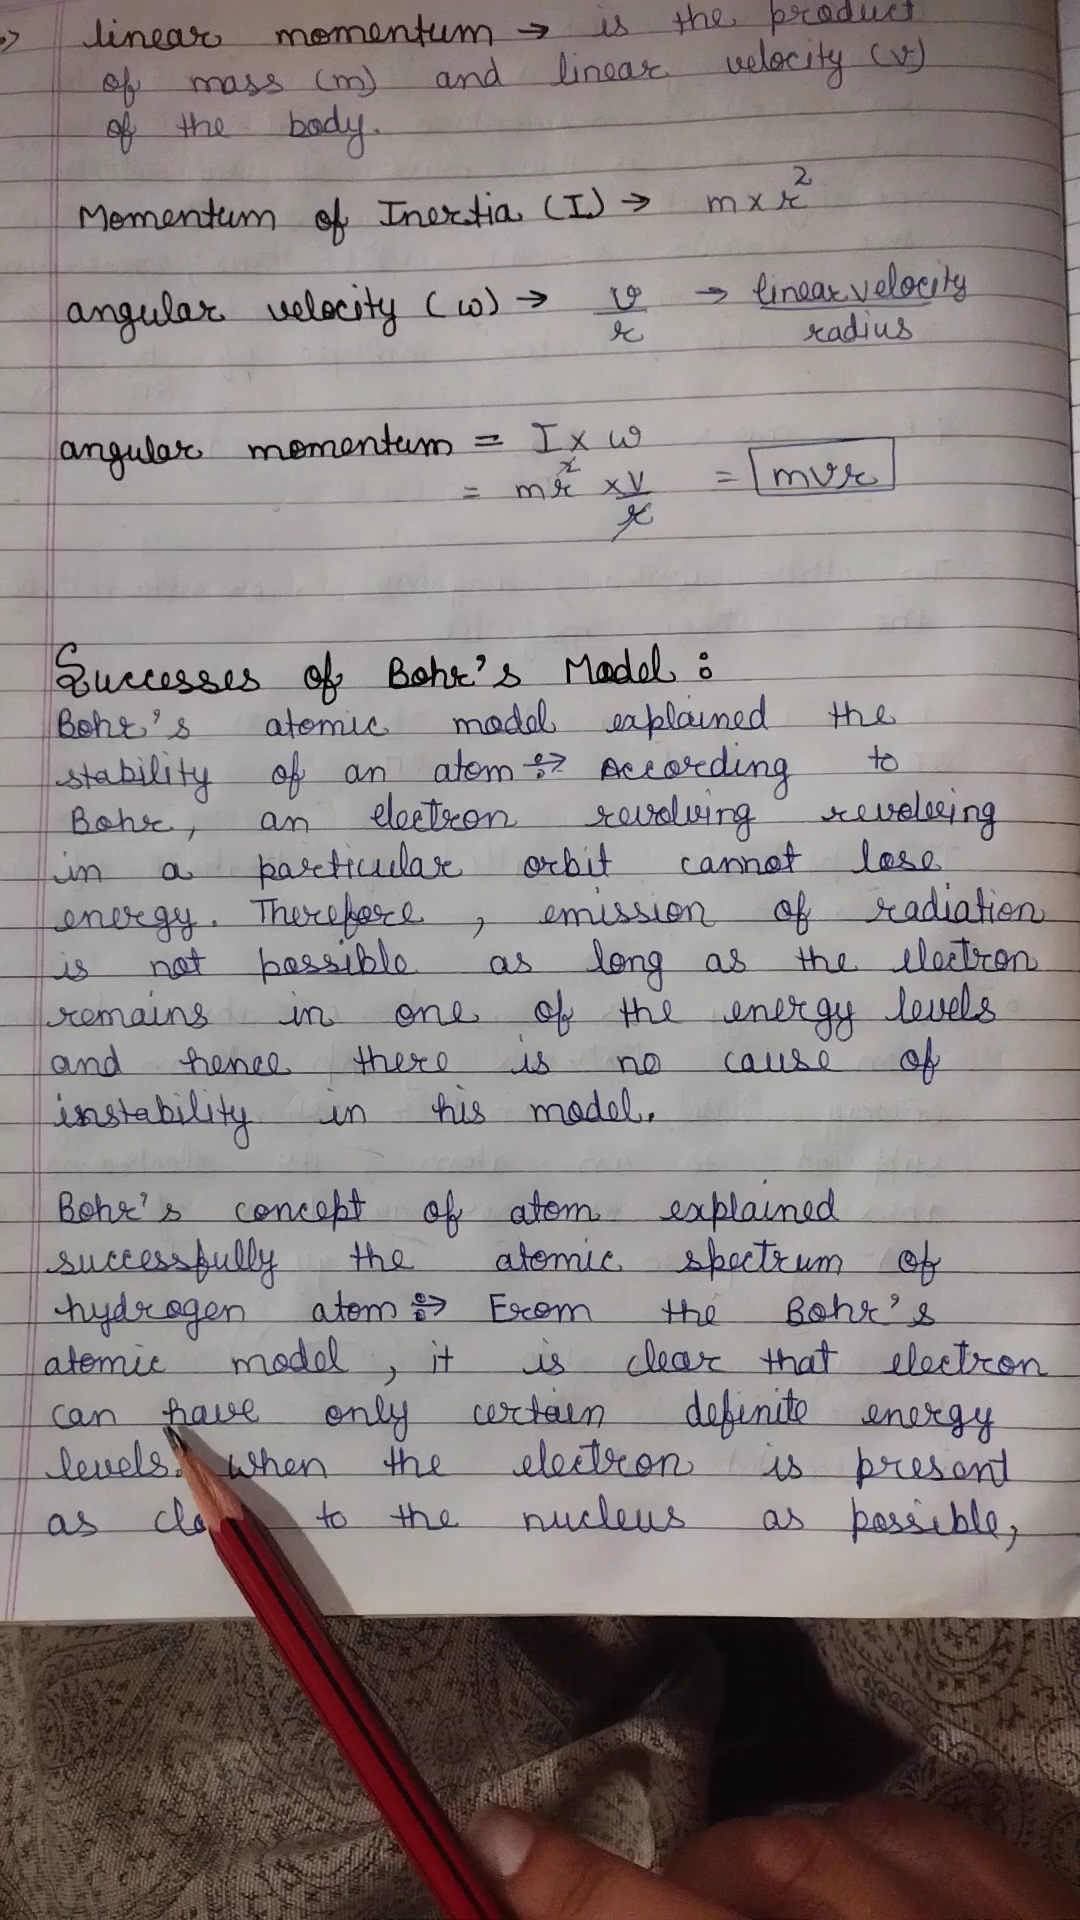 linear momentum → is the product
of mass (m) and linear velocity (v)
of the body.
Momentum of Inertia (I) → m x r²
angular velocity (ω) → v/r → linear velocity/radius
angular momentum = I x ω
= mr² x v/r = mvr
Successes of Bohr's Model :
Bohr's atomic model explained the
stability of an atom :→ According to
Bohr, an electron revolving revolving
in a particular orbit cannot lose
energy. Therefore, emission of radiation
is not possible as long as the electron
remains in one of the energy levels
and hence there is no cause of
instability in his model.
Bohr's concept of atom explained
successfully the atomic spectrum of
hydrogen atom :→ From the Bohr's
atomic model, it is clear that electron
can have only certain definite energy
levels. When the electron is present
as to the nucleus as possible,